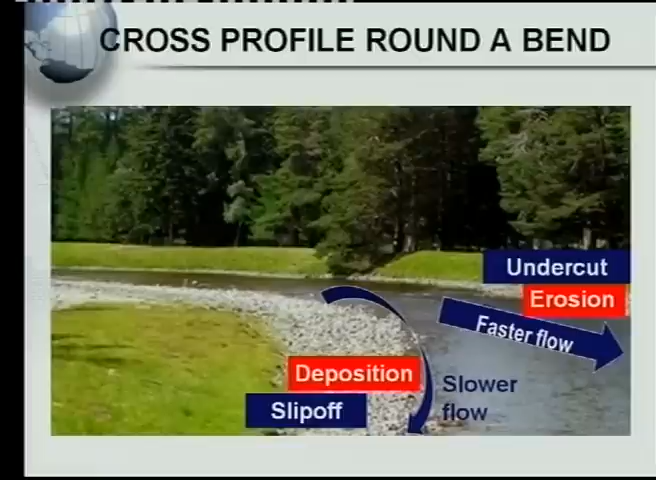 CROSS PROFILE ROUND A BEND
Undercut
Erosion
Faster flow
Deposition
Slower
flow
Slipoff